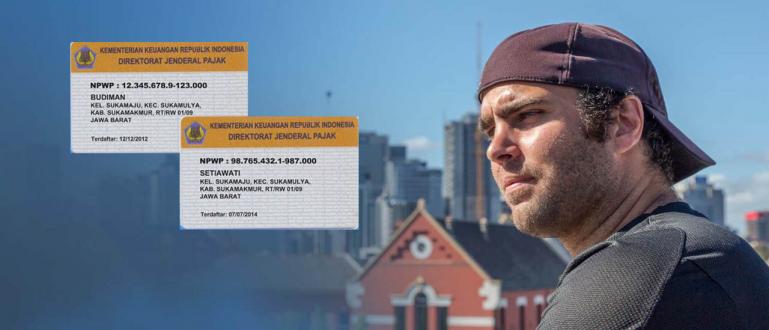 KEMENTERIAN KEUANGAN REPUBLIK INDONESIA
DIREKTORAT JENDERAL PAJAK
NPWP : 12.345.678.9-123.000
BUDIMAN
KEL. SUKAMAJU, KEC. SUKAMULYA,
KAB. SUKAMAKMUR, RT/RW 01/09
JAWA BARAT
Terdaftar: 12/12/2012
KEMENTERIAN KEUANGAN REPUBLIK INDONESIA
DIREKTORAT JENDERAL PAJAK
NPWP : 98.765.432.1-987.000
SETIAWATI
KEL. SUKAMAJU, KEC. SUKAMULYA,
KAB. SUKAMAKMUR, RT/RW 01/09
JAWA BARAT
Terdaftar: 07/07/2014